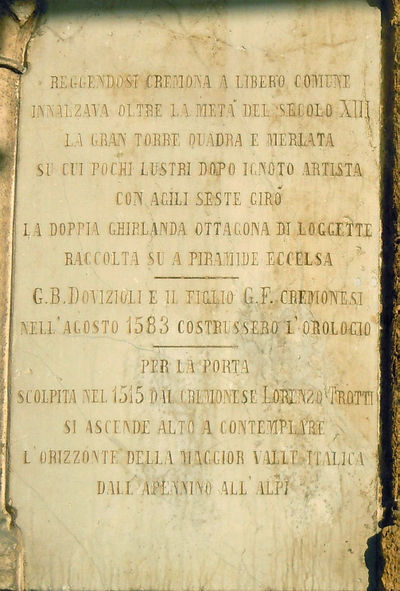 REGGENDOSI CREMONA A LIBERO COMUNE
INNALZAVA OLTRE LA METÀ DEL SECOLO XIII
LA GRAN TORRE QUADRA E MERLATA
SU CUI POCHI LUSTRI DOPO IGNOTO ARTISTA
CON AGILI SESTE GIRÒ
LA DOPPIA GHIRLANDA OTTAGONA DI LOGGETTE
RACCOLTA SU A PIRAMIDE ECCELSA
G.B. DOVIZIOLI E IL FIGLIO G.F. CREMONESI
NELL'AGOSTO 1583 COSTRUSSERO L'OROLOGIO
PER LA PORTA
SCOLPITA NEL 1515 DAL CREMONESE LORENZO TROTTI
SI ASCENDE ALTO A CONTEMPLARE
L'ORIZZONTE DELLA MAGGIOR VALLE ITALICA
DALL'APENNINO ALL'ALPI